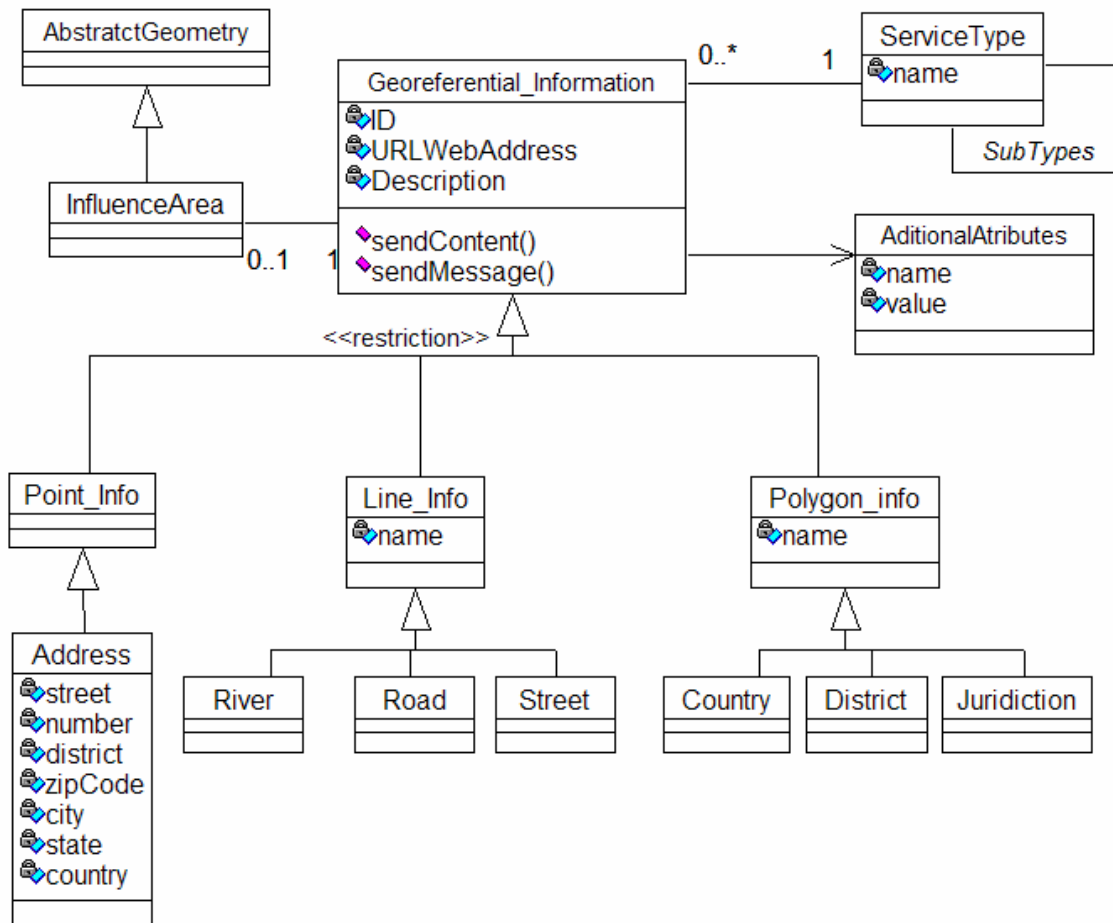 AbstratctGeometry
InfluenceArea
0..1
1
Georeferential_Information
ID
URLWebAddress
Description
sendContent()
sendMessage()
0..*
1
ServiceType
name
SubTypes
AditionalAtributes
name
value
<<restriction>>
Point_Info
Line_Info
name
Polygon_info
name
Address
street
number
district
zipCode
city
state
country
River
Road
Street
Country
District
Juridiction